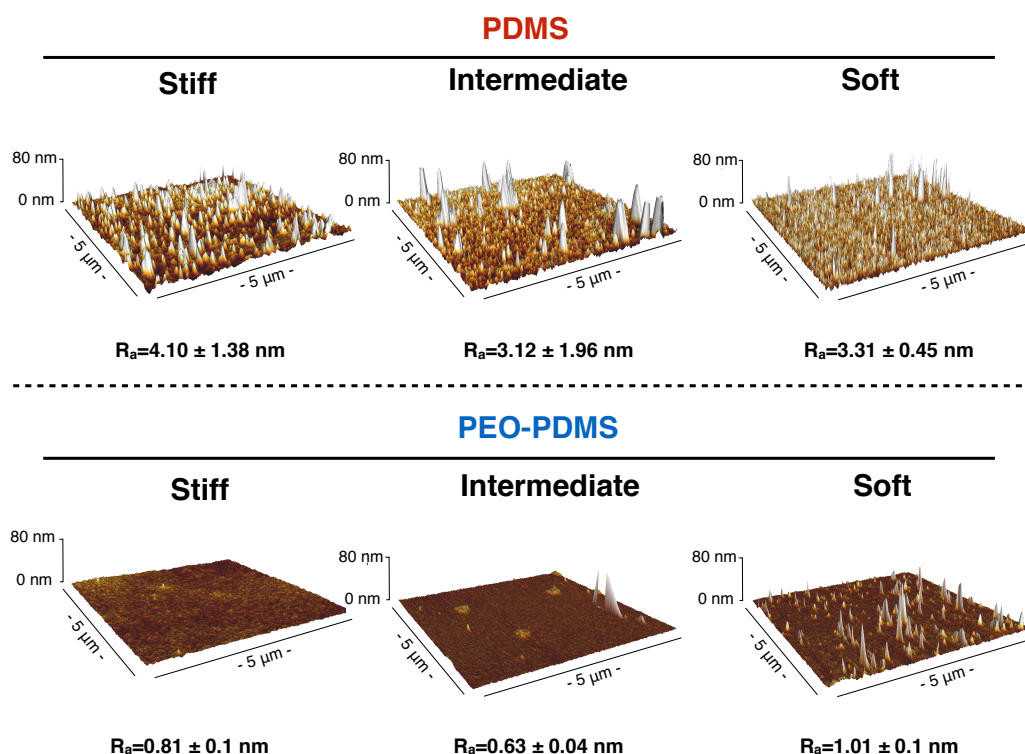 PDMS
Stiff Intermediate Soft
80 nm 80 nm 80 nm
0 nm 0 nm 0 nm
- 5 µm - - 5 µm - - 5 µm - - 5 µm - - 5 µm - - 5 µm -
Ra=4.10 ± 1.38 nm Ra=3.12 ± 1.96 nm Ra=3.31 ± 0.45 nm
PEO-PDMS
Stiff Intermediate Soft
80 nm 80 nm 80 nm
0 nm 0 nm 0 nm
- 5 µm - - 5 µm - - 5 µm - - 5 µm - - 5 µm - - 5 µm -
Ra=0.81 ± 0.1 nm Ra=0.63 ± 0.04 nm Ra=1.01 ± 0.1 nm